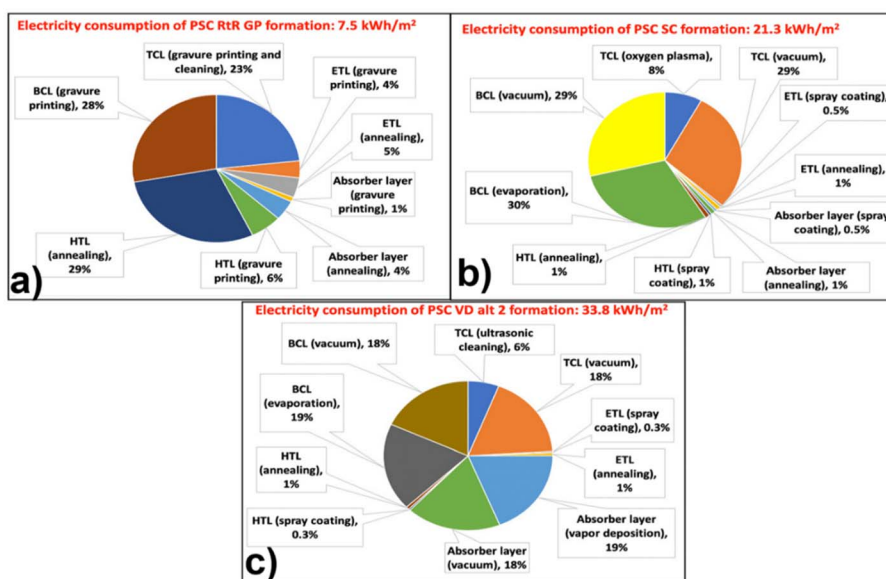 Electricity consumption of PSC RtR GP formation: 7.5 kWh/m²
TCL (gravure printing and
cleaning), 23%
ETL (gravure
printing), 4%
BCL (gravure
printing), 28%
ETL
(annealing),
5%
Absorber layer
(gravure
printing), 1%
HTL
(annealing),
29%
HTL (gravure
printing), 6%
Absorber layer
(annealing), 4%
a)
Electricity consumption of PSC SC formation: 21.3 kWh/m²
TCL (oxygen plasma),
8%
TCL (vacuum),
29%
BCL (vacuum), 29%
ETL (spray
coating),
0.5%
ETL (annealing),
1%
BCL (evaporation),
30%
Absorber layer (spray
coating), 0.5%
HTL (annealing),
1%
HTL (spray
coating), 1%
Absorber layer
(annealing), 1%
b)
Electricity consumption of PSC VD alt 2 formation: 33.8 kWh/m²
TCL (ultrasonic
cleaning), 6%
BCL (vacuum), 18%
TCL (vacuum),
18%
BCL
(evaporation),
19%
ETL (spray
coating), 0.3%
HTL
(annealing),
1%
ETL
(annealing),
1%
HTL (spray coating),
0.3%
Absorber layer
(vapor deposition),
19%
Absorber layer
(vacuum), 18%
c)